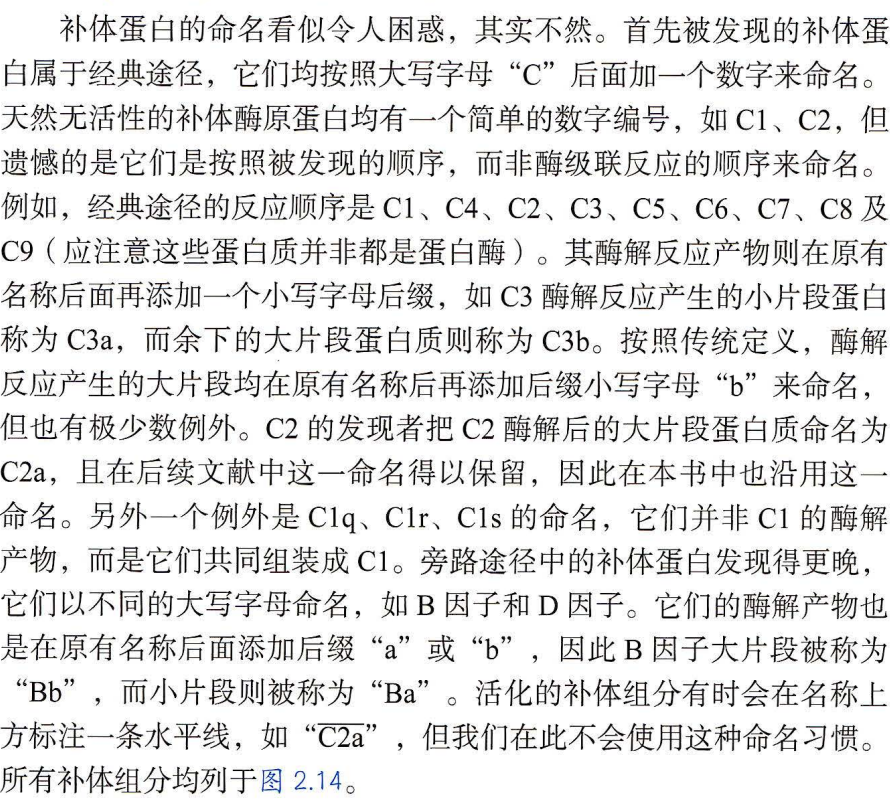 补体蛋白的命名看似令人困惑，其实不然。首先被发现的补体蛋
白属于经典途径，它们均按照大写字母“C”后面加一个数字来命名。
天然无活性的补体酶原蛋白均有一个简单的数字编号，如 C1、C2，但
遗憾的是它们是按照被发现的顺序，而非酶级联反应的顺序来命名。
例如，经典途径的反应顺序是 C1、C4、C2、C3、C5、C6、C7、C8 及
C9（应注意这些蛋白质并非都是蛋白酶）。其酶解反应产物则在原有
名称后面再添加一个小写字母后缀，如 C3 酶解反应产生的小片段蛋白
称为 C3a，而余下的大片段蛋白质则称为 C3b。按照传统定义，酶解
反应产生的大片段均在原有名称后再添加后缀小写字母“b”来命名，
但也有极少数例外。C2 的发现者把 C2 酶解后的大片段蛋白质命名为
C2a，且在后续文献中这一命名得以保留，因此在本书中也沿用这一
命名。另外一个例外是 C1q、C1r、C1s 的命名，它们并非 C1 的酶解
产物，而是它们共同组装成 C1。旁路途径中的补体蛋白发现得更晚，
它们以不同的大写字母命名，如 B 因子和 D 因子。它们的酶解产物也
是在原有名称后面添加后缀“a”或“b”，因此 B 因子大片段被称为
“Bb”，而小片段则被称为“Ba”。活化的补体组分有时会在名称上
方标注一条水平线，如“C̅2̅a̅”，但我们在此不会使用这种命名习惯。
所有补体组分均列于图 2.14。